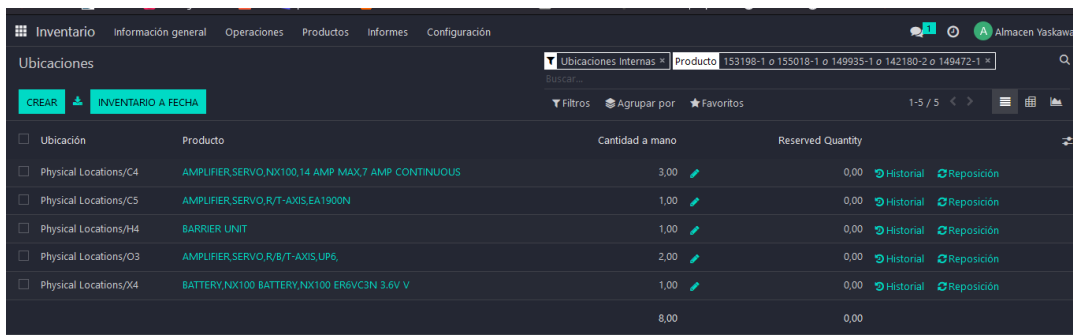 Inventario Información general Operaciones Productos Informes Configuración 1 A Almacen Yaskawa
Ubicaciones Ubicaciones Internas × Producto 153198-1 o 155018-1 o 149935-1 o 142180-2 o 149472-1 ×
Buscar...
CREAR INVENTARIO A FECHA Filtros Agrupar por Favoritos 1-5 / 5
Ubicación Producto Cantidad a mano Reserved Quantity
Physical Locations/C4 AMPLIFIER,SERVO,NX100,14 AMP MAX,7 AMP CONTINUOUS 3,00 0,00 Historial Reposición
Physical Locations/C5 AMPLIFIER,SERVO,R/T-AXIS,EA1900N 1,00 0,00 Historial Reposición
Physical Locations/H4 BARRIER UNIT 1,00 0,00 Historial Reposición
Physical Locations/O3 AMPLIFIER,SERVO,R/B/T-AXIS,UP6, 2,00 0,00 Historial Reposición
Physical Locations/X4 BATTERY,NX100 BATTERY,NX100 ER6VC3N 3.6V V 1,00 0,00 Historial Reposición
8,00 0,00